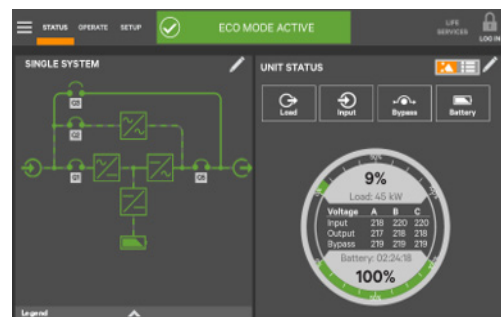 STATUS OPERATE SETUP
ECO MODE ACTIVE
LIFE
SERVICES
LOG IN
SINGLE SYSTEM
UNIT STATUS
Q3
Q2
Q1
Q5
Load Input Bypass Battery
9%
Load: 45 kW
Voltage A B C
Input 218 220 220
Output 217 218 218
Bypass 219 219 219
Battery: 02:24:18
100%
Legend